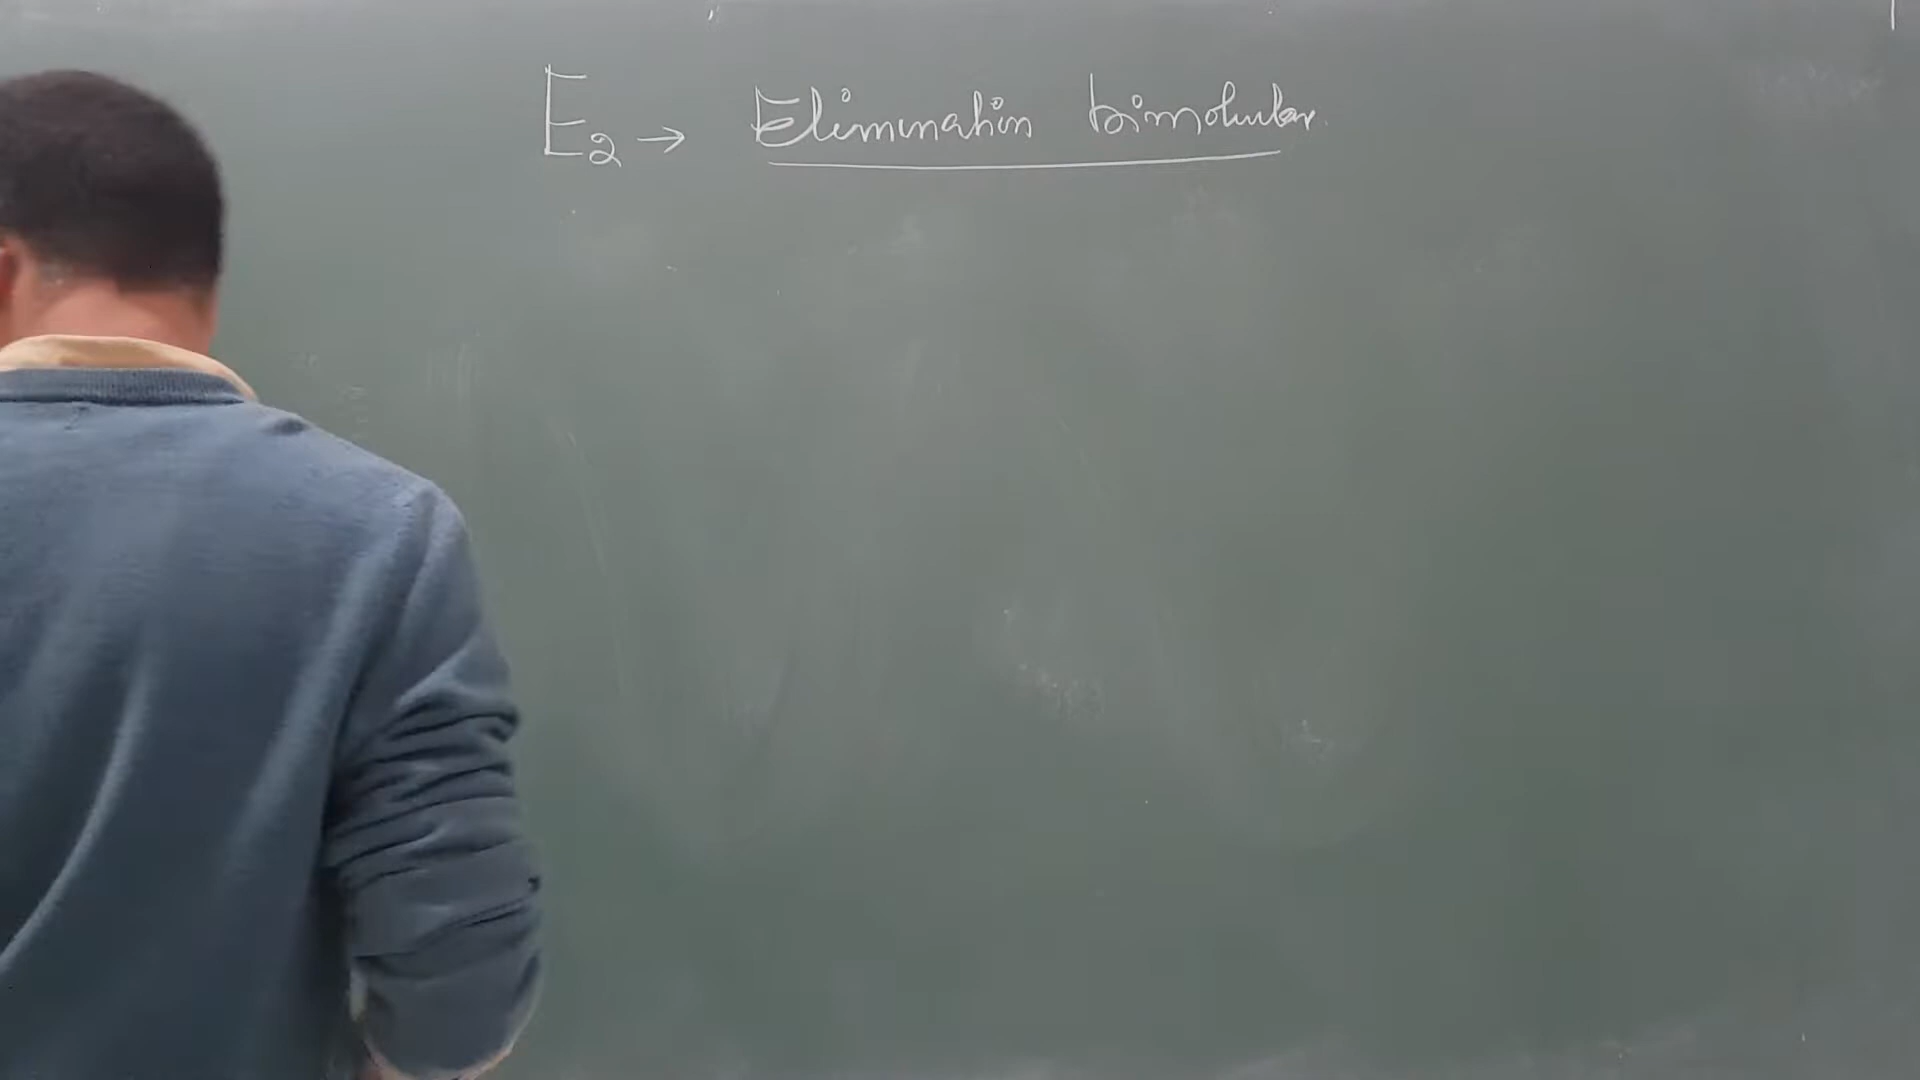 E₂ → Elimination bimolecular